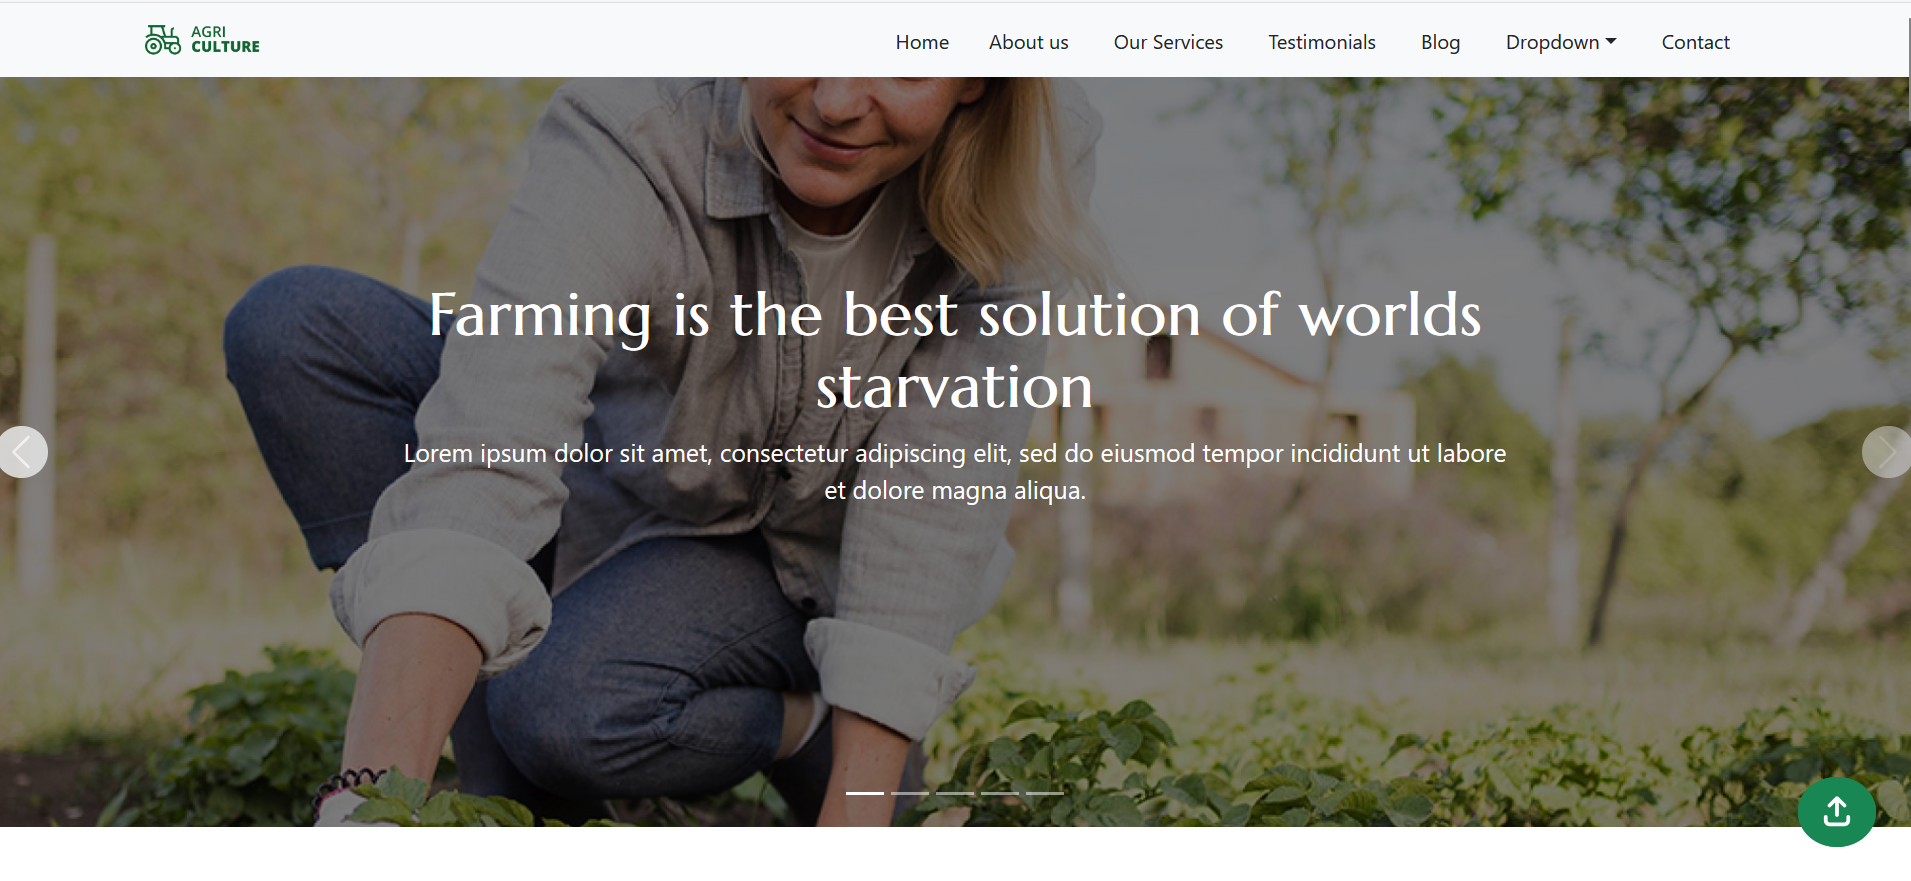 AGRI
CULTURE
Home About us Our Services Testimonials Blog Dropdown Contact
Farming is the best solution of worlds
starvation
Lorem ipsum dolor sit amet, consectetur adipiscing elit, sed do eiusmod tempor incididunt ut labore
et dolore magna aliqua.